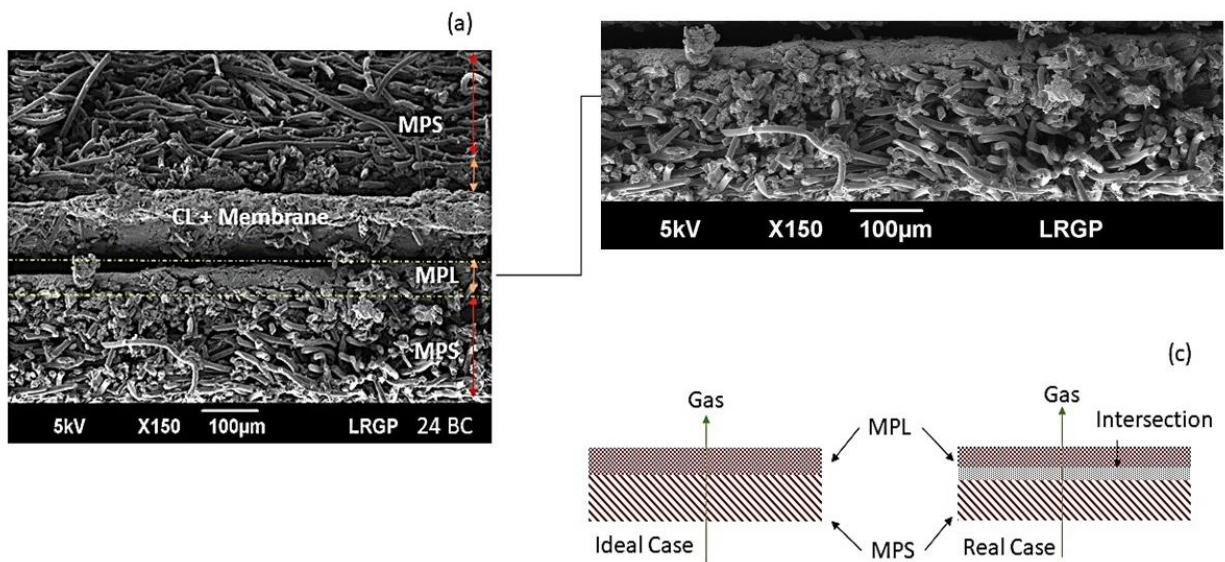 (a)
MPS
CL+ Membrane
MPL
MPS
5kV X150 100μm LRGP 24 BC
5kV X150 100μm LRGP
(c)
Gas Gas
MPL Intersection
Ideal Case MPS Real Case